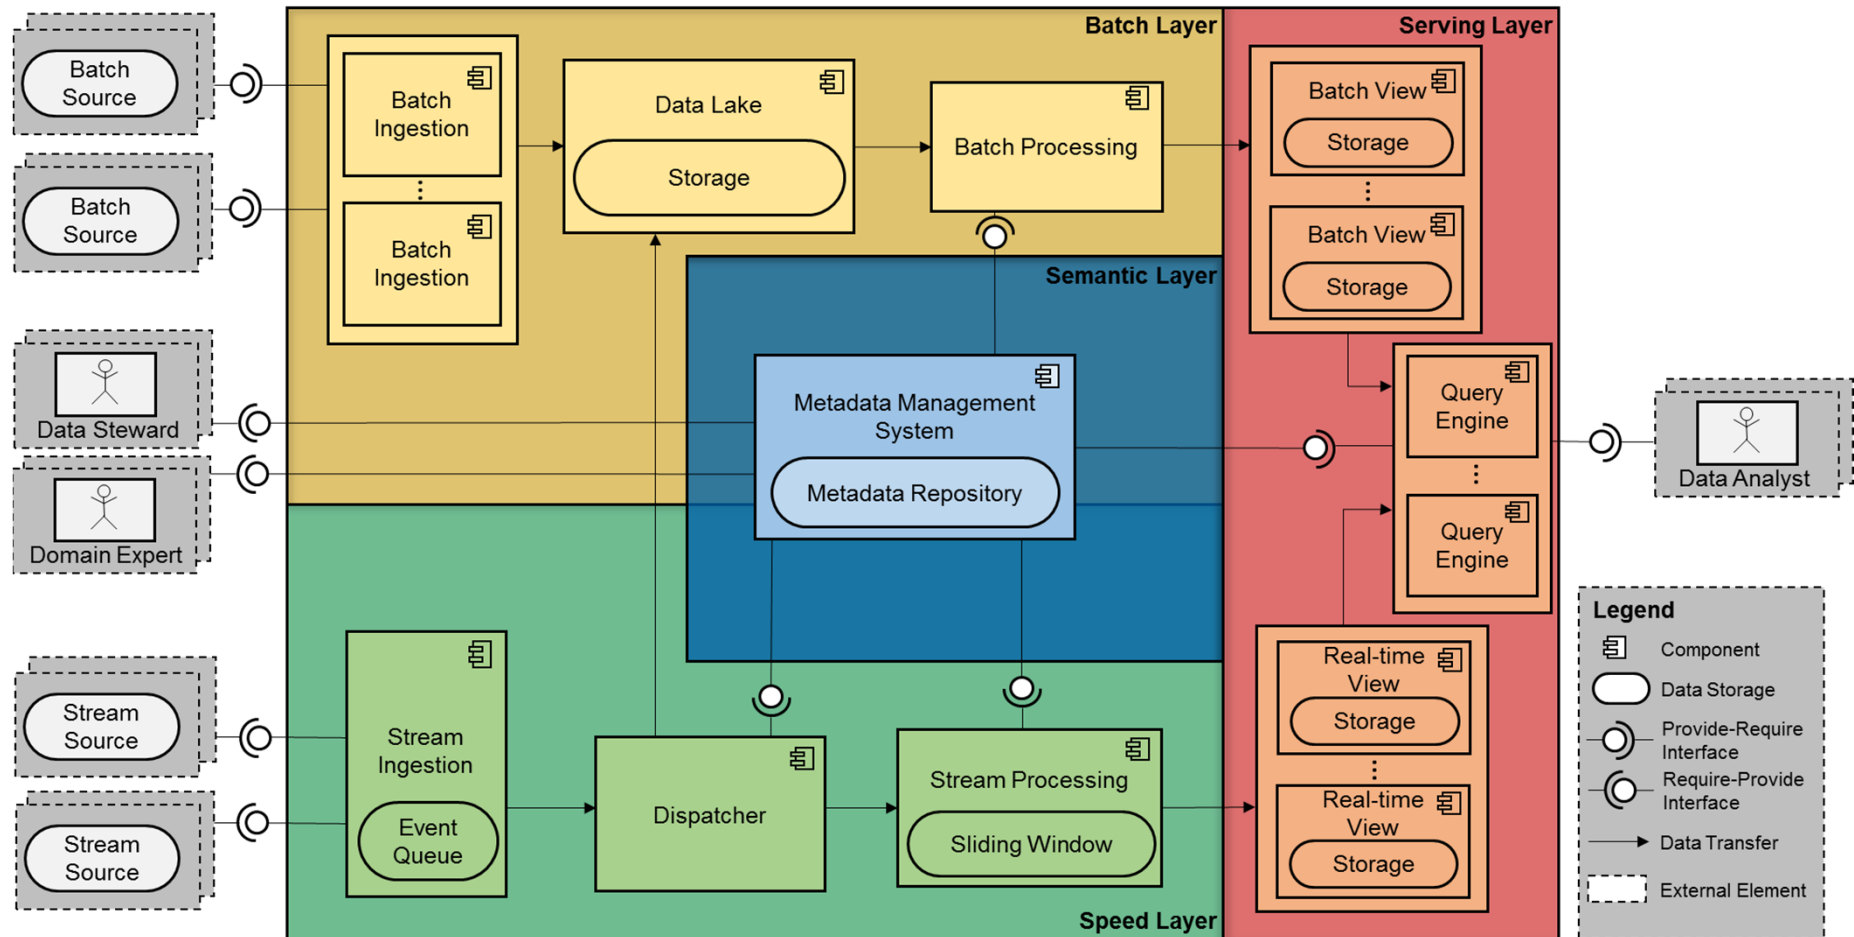 Batch Layer
Serving Layer
Batch
Source
Batch
Source
Batch
Ingestion
Batch
Ingestion
Data Lake
Storage
Batch Processing
Batch View
Storage
Batch View
Storage
Semantic Layer
Data Steward
Domain Expert
Metadata Management
System
Metadata Repository
Query
Engine
Query
Engine
Data Analyst
Stream
Source
Stream
Source
Stream
Ingestion
Event
Queue
Dispatcher
Stream Processing
Sliding Window
Real-time
View
Storage
Real-time
View
Storage
Speed Layer
Legend
Component
Data Storage
Provide-Require
Interface
Require-Provide
Interface
Data Transfer
External Element